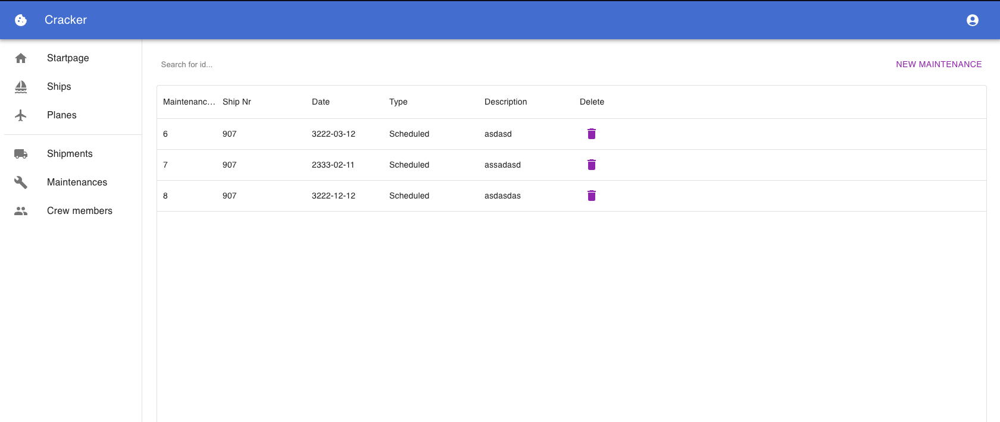 Cracker
Startpage
Ships
Planes
Shipments
Maintenances
Crew members
Search for id...
NEW MAINTENANCE
Maintenanc... Ship Nr Date Type Description Delete
6 907 3222-03-12 Scheduled asdasd
7 907 2333-02-11 Scheduled assadasd
8 907 3222-12-12 Scheduled asdasdas